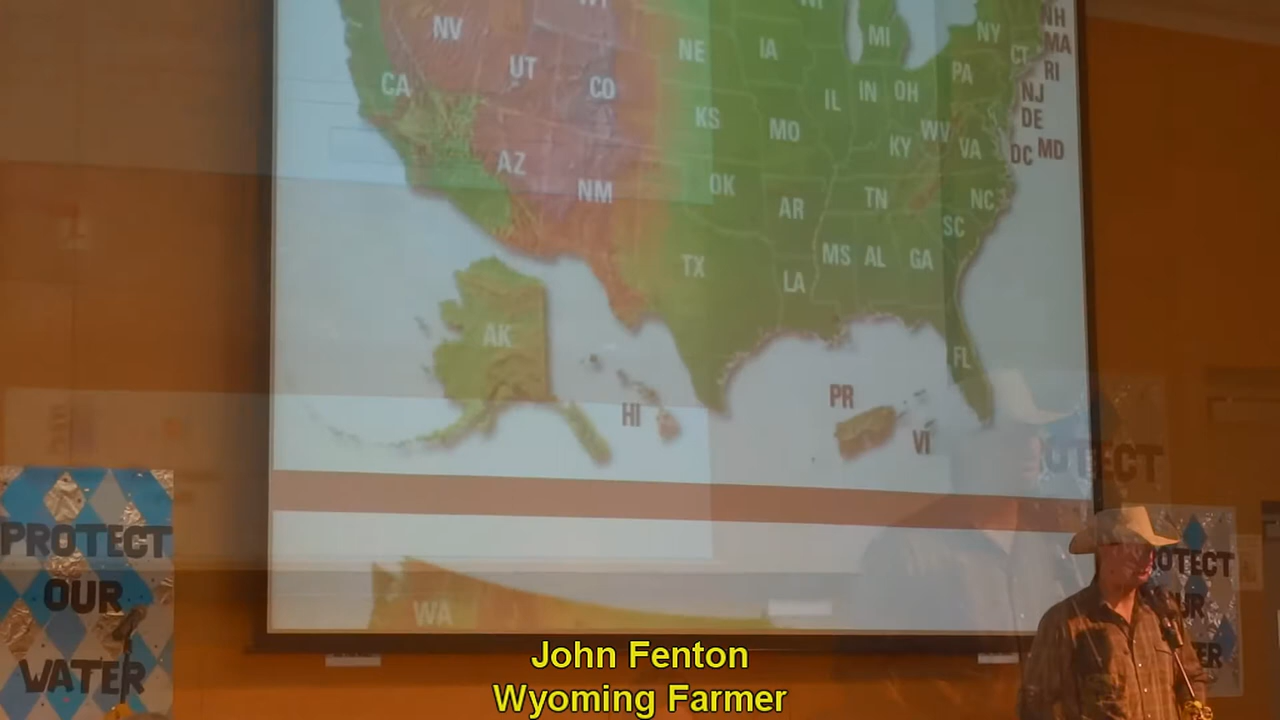 NH
NV
NE
IA
MI
NY
MA
CT
UT
CO
PA
RI
CA
IN
OH
NJ
IL
KS
DE
MO
WV
KY
VA
DC
MD
AZ
NM
OK
TN
NC
AR
SC
MS
AL
GA
TX
LA
AK
FL
HI
PR
VI
WA
PROTECT
OUR
WATER
John Fenton
Wyoming Farmer